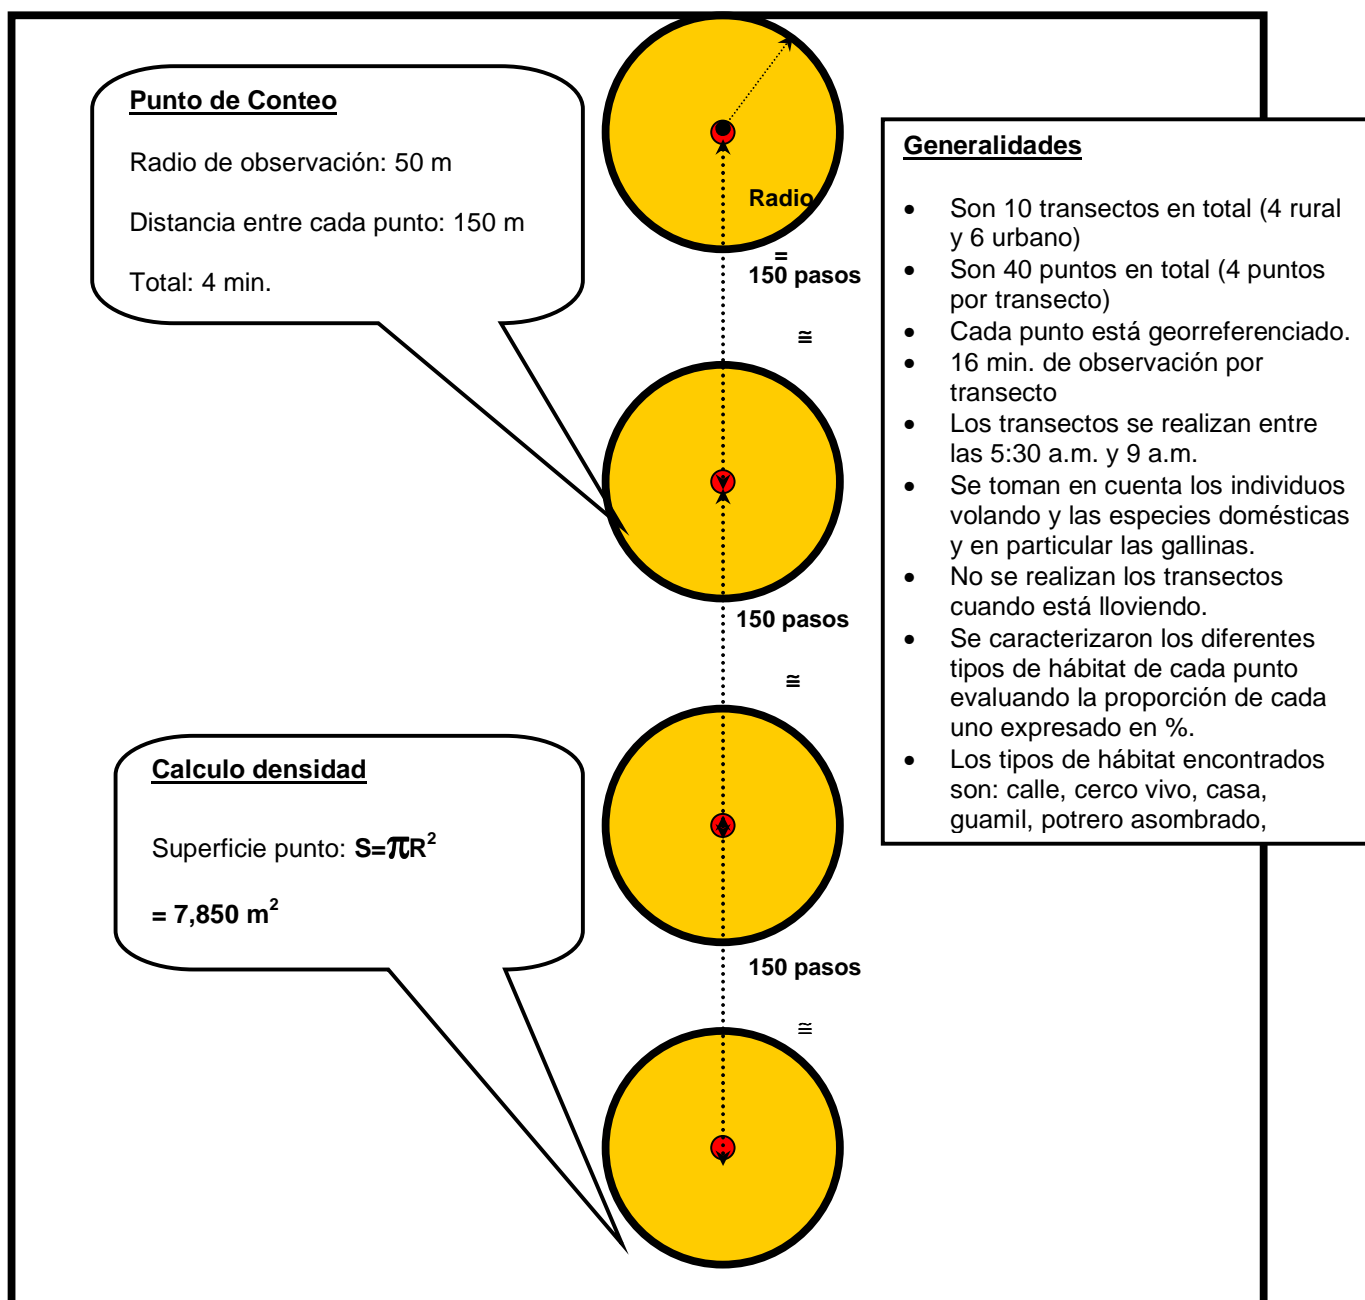 Punto de Conteo
Radio de observación: 50 m
Distancia entre cada punto: 150 m
Total: 4 min.
Radio
=
150 pasos
≅
150 pasos
≅
150 pasos
≅
Calculo densidad
Superficie punto: S=πR²
= 7,850 m²
Generalidades
• Son 10 transectos en total (4 rural
y 6 urbano)
• Son 40 puntos en total (4 puntos
por transecto)
• Cada punto está georreferenciado.
• 16 min. de observación por
transecto
• Los transectos se realizan entre
las 5:30 a.m. y 9 a.m.
• Se toman en cuenta los individuos
volando y las especies domésticas
y en particular las gallinas.
• No se realizan los transectos
cuando está lloviendo.
• Se caracterizaron los diferentes
tipos de hábitat de cada punto
evaluando la proporción de cada
uno expresado en %.
• Los tipos de hábitat encontrados
son: calle, cerco vivo, casa,
guamil, potrero asombrado,